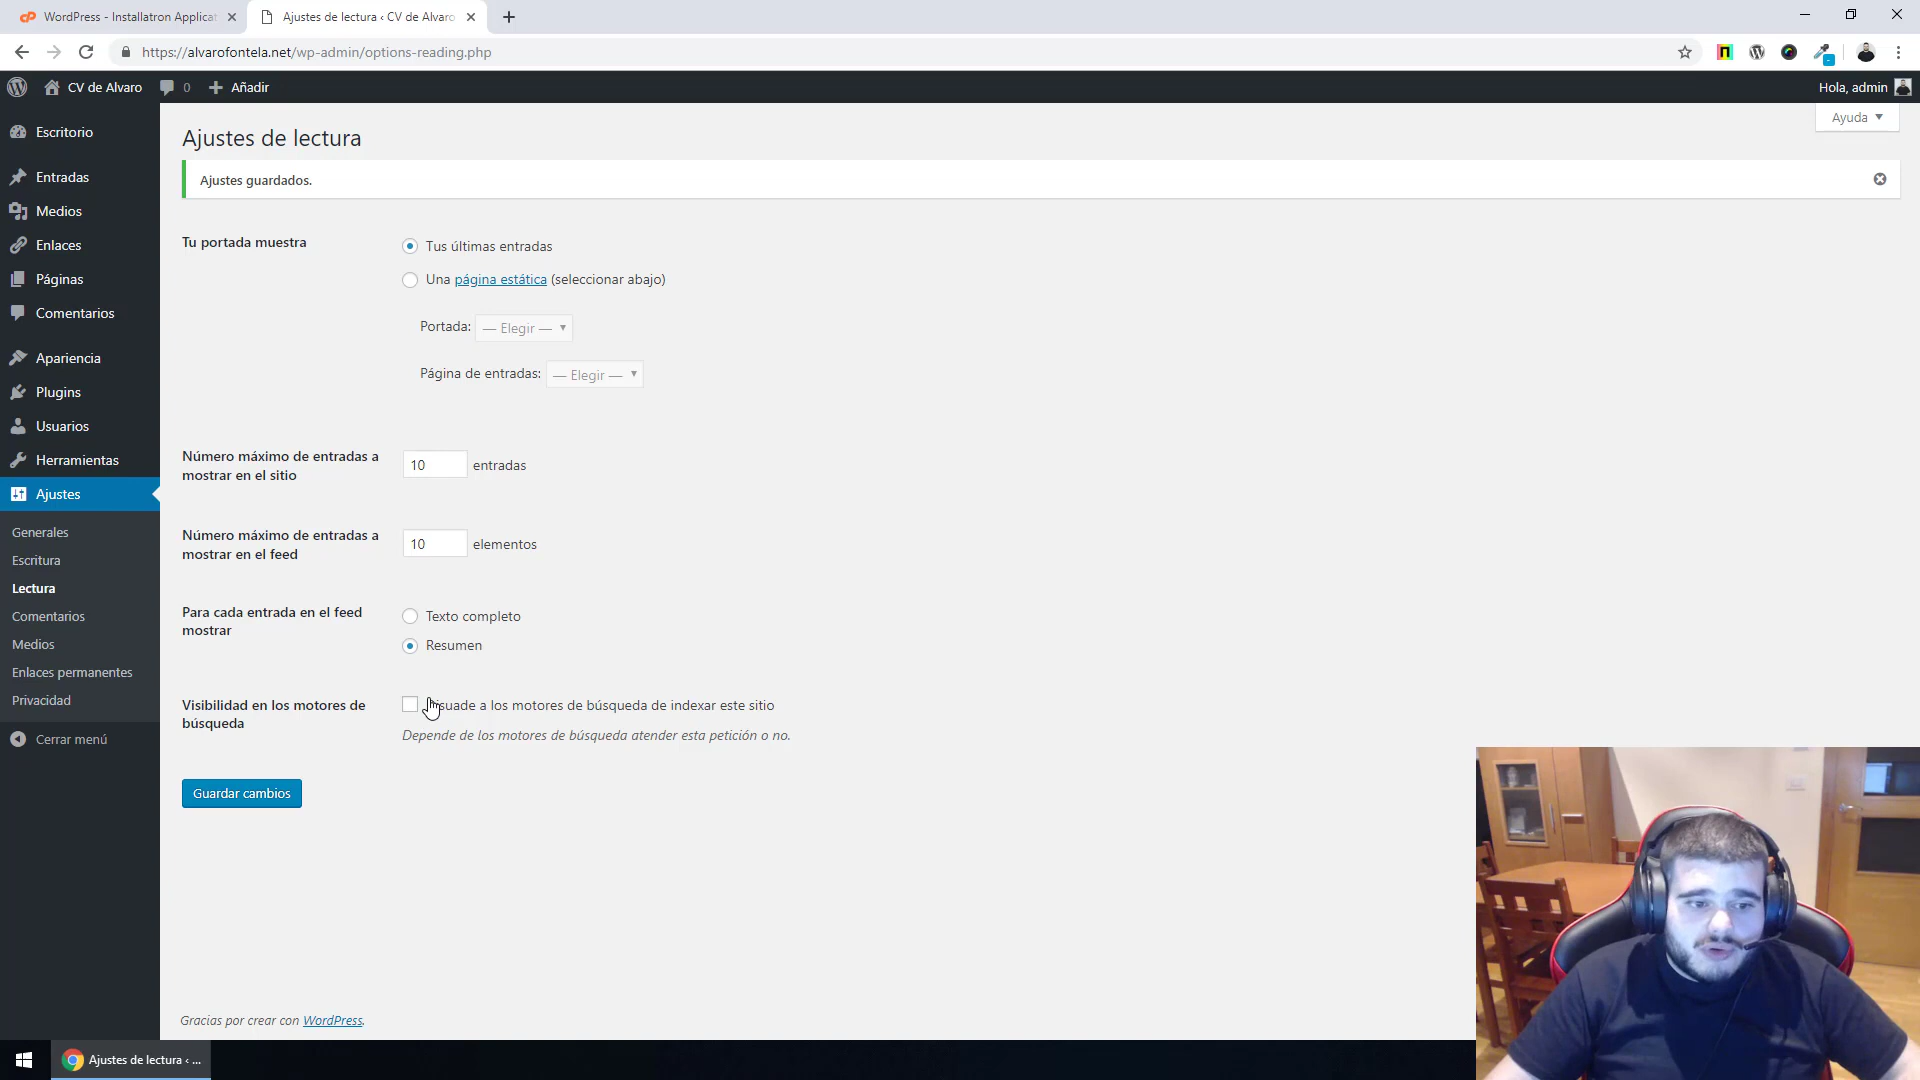 WordPress - Installatron Applicat
Ajustes de lectura ‹ CV de Alvaro
https://alvarofontela.net/wp-admin/options-reading.php
CV de Alvaro
0
Añadir
Hola, admin
Escritorio
Entradas
Medios
Enlaces
Páginas
Comentarios
Apariencia
Plugins
Usuarios
Herramientas
Ajustes
Generales
Escritura
Lectura
Comentarios
Medios
Enlaces permanentes
Privacidad
Cerrar menú
Ayuda
Ajustes de lectura
Ajustes guardados.
Tu portada muestra
Tus últimas entradas
Una página estática (seleccionar abajo)
Portada: — Elegir —
Página de entradas: — Elegir —
Número máximo de entradas a
mostrar en el sitio
10 entradas
Número máximo de entradas a
mostrar en el feed
10 elementos
Para cada entrada en el feed
mostrar
Texto completo
Resumen
Visibilidad en los motores de
búsqueda
a los motores de búsqueda de indexar este sitio
Depende de los motores de búsqueda atender esta petición o no.
Guardar cambios
Gracias por crear con WordPress.
Ajustes de lectura ‹ ...